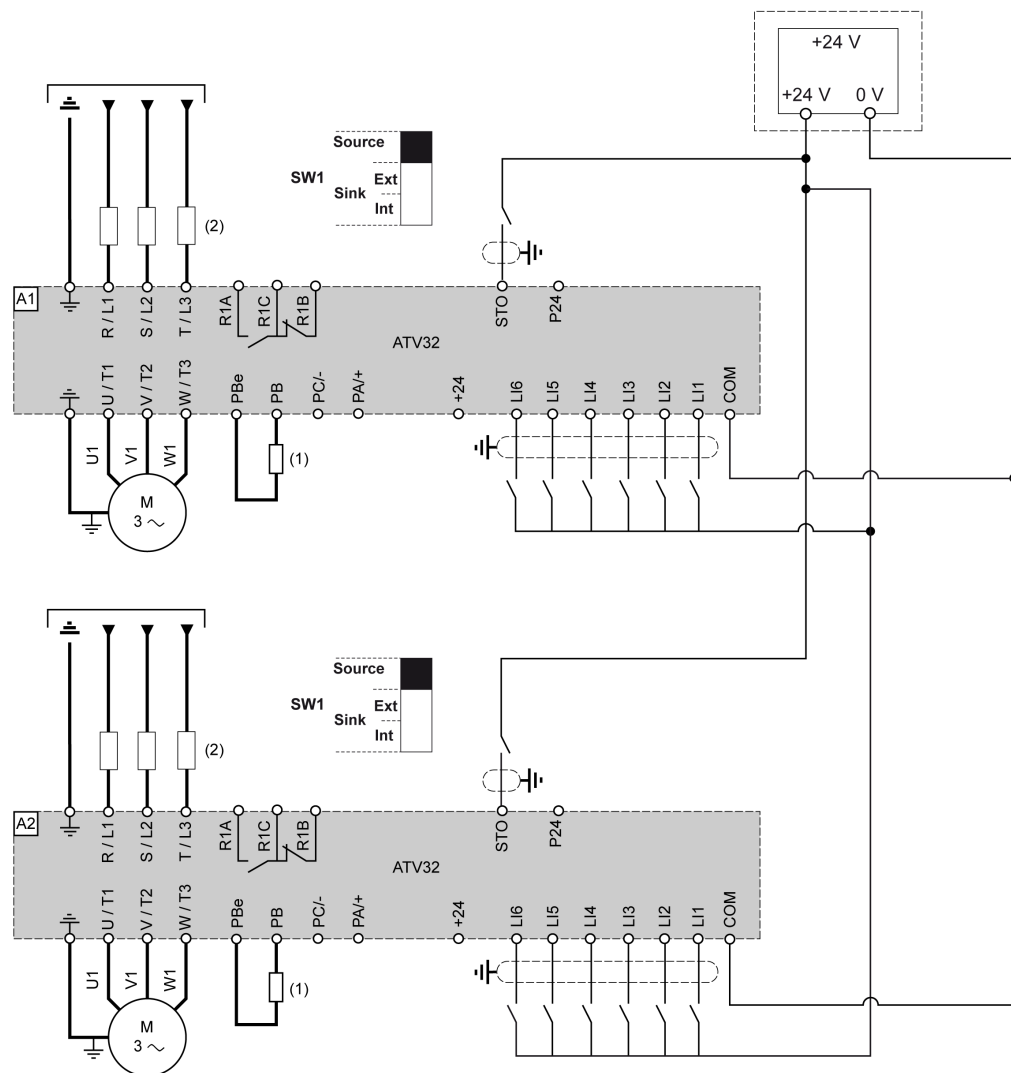 +24 V
+24 V 0 V
Source
SW1 Sink Ext
Int
(2)
A1
R / L1 S / L2 T / L3 R1A R1C R1B STO P24
ATV32
U / T1 V / T2 W / T3 PBe PB PC/- PA/+ +24 LI6 LI5 LI4 LI3 LI2 LI1 COM
U1 V1 W1
(1)
M
3 ~
Source
SW1 Sink Ext
Int
(2)
A2
R / L1 S / L2 T / L3 R1A R1C R1B STO P24
ATV32
U / T1 V / T2 W / T3 PBe PB PC/- PA/+ +24 LI6 LI5 LI4 LI3 LI2 LI1 COM
U1 V1 W1
(1)
M
3 ~